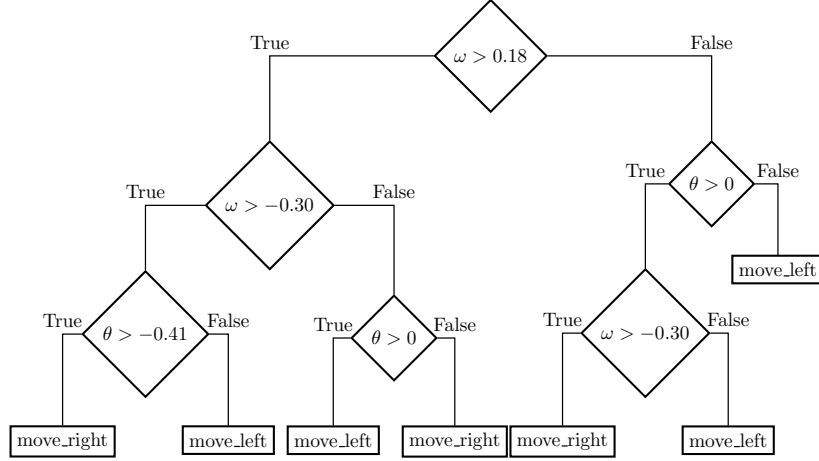 ω > 0.18
True
False
ω > −0.30
True
False
θ > 0
True
False
move_left
θ > −0.41
True
False
θ > 0
True
False
ω > −0.30
True
False
move_right
move_left
move_left
move_right
move_right
move_left